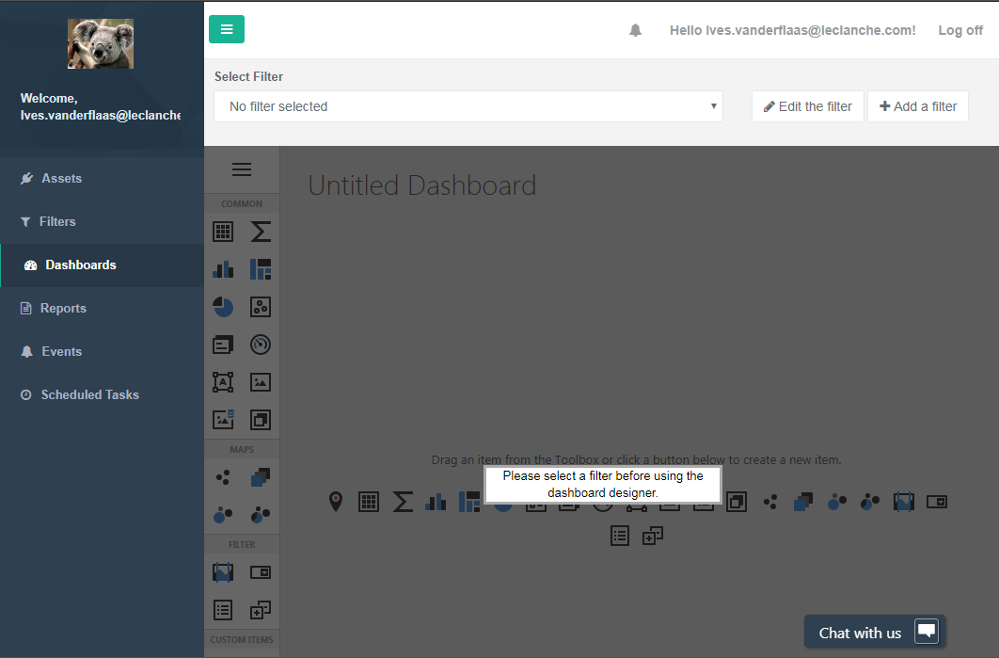 Hello Ives.vanderflaas@leclanche.com!
Log off
Welcome,
Ives.vanderflaas@leclanche
Select Filter
No filter selected
Edit the filter
Add a filter
Assets
Filters
Dashboards
Reports
Events
Scheduled Tasks
Untitled Dashboard
COMMON
MAPS
FILTER
CUSTOM ITEMS
Drag an item from the Toolbox or click a button below to create a new item.
Please select a filter before using the
dashboard designer.
Chat with us